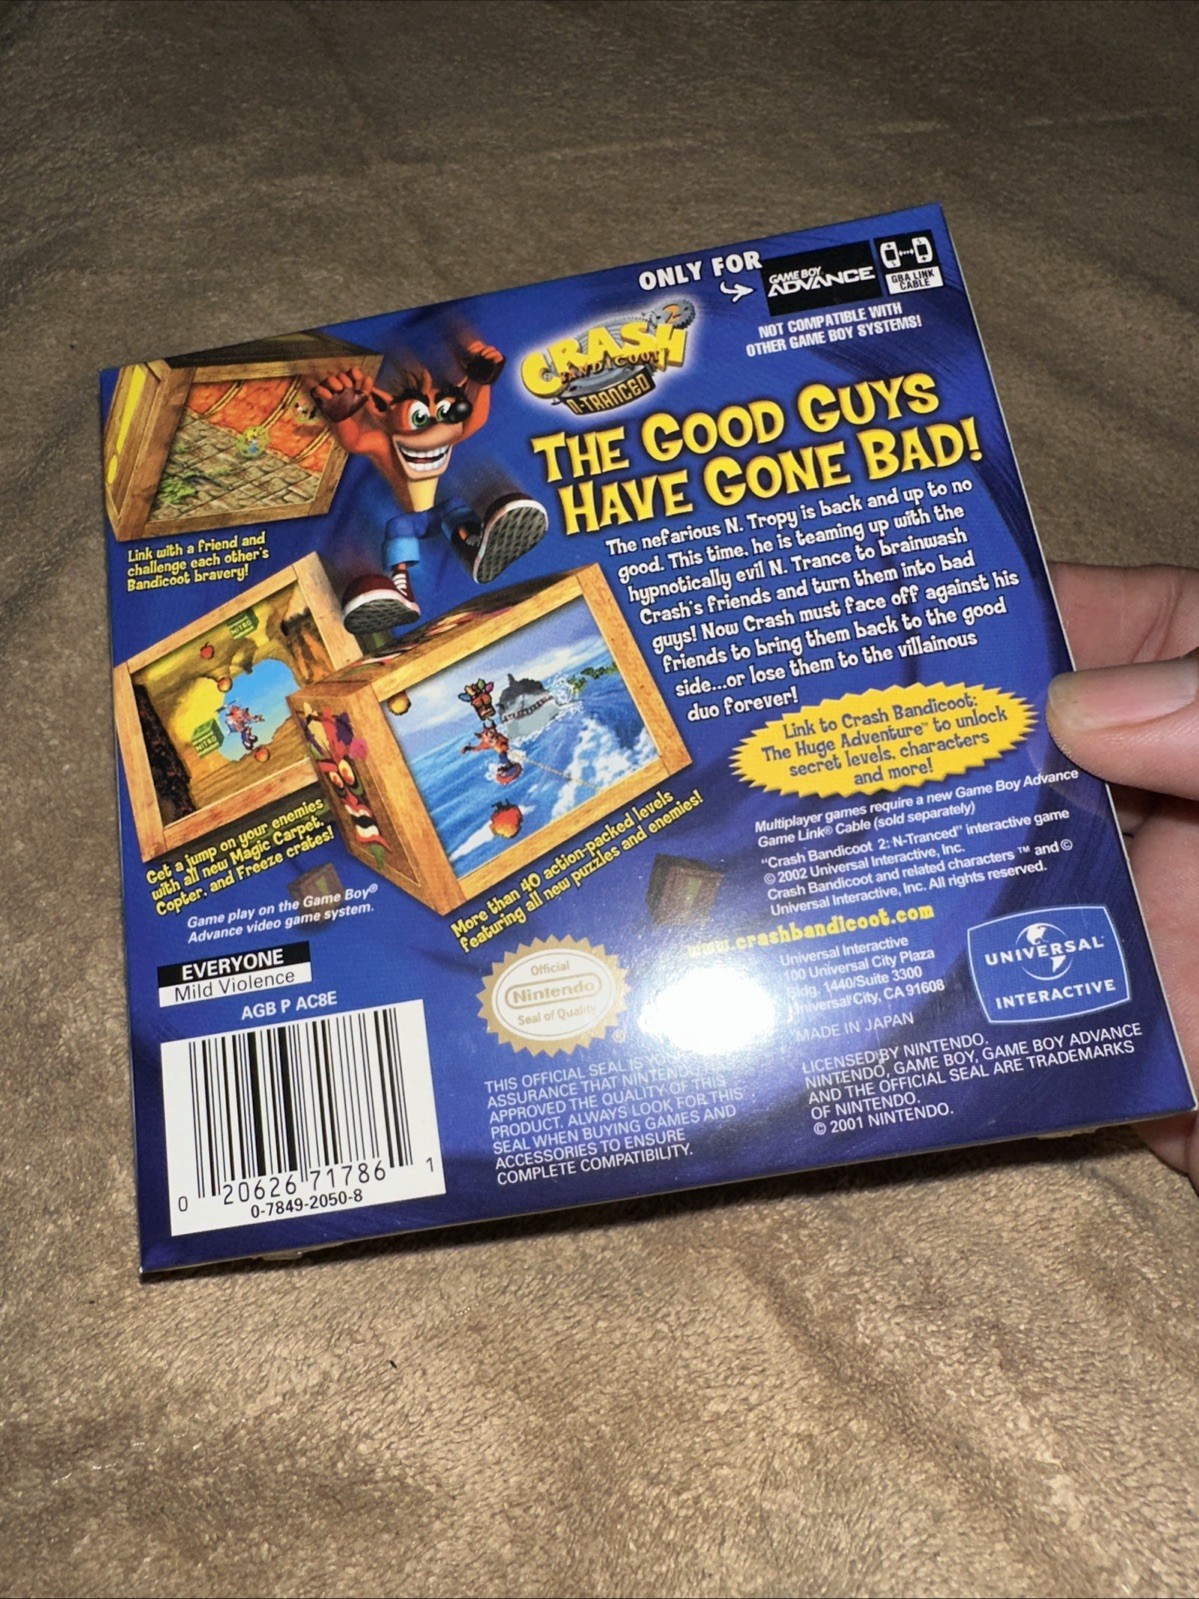 ONLY FOR
GAME BOY
ADVANCE
GBA LINK
CABLE
NOT COMPATIBLE WITH
OTHER GAME BOY SYSTEMS!
CRASH 2
BANDICOOT
N-TRANCED
THE GOOD GUYS
HAVE GONE BAD!
The nefarious N. Tropy is back and up to no
good. This time, he is teaming up with the
hypnotically evil N. Trance to brainwash
Crash's friends and turn them into bad
guys! Now Crash must face off against his
friends to bring them back to the good
side...or lose them to the villainous
duo forever!
Link with a friend and
challenge each other's
Bandicoot bravery!
NITRO
NITRO
Get a jump on your enemies
with all new Magic Carpet,
Copter, and Freeze crates!
More than 40 action-packed levels
featuring all new puzzles and enemies!
Link to Crash Bandicoot:
The Huge Adventure™ to unlock
secret levels, characters
and more!
Multiplayer games require a new Game Boy Advance
Game Link® Cable (sold separately)
"Crash Bandicoot 2: N-Tranced" interactive game
© 2002 Universal Interactive, Inc.
Crash Bandicoot and related characters ™ and ©
Universal Interactive, Inc. All rights reserved.
www.crashbandicoot.com
Game play on the Game Boy®
Advance video game system.
EVERYONE
Mild Violence
AGB P AC8E
0 20626 71786 1
0-7849-2050-8
Official
Nintendo
Seal of Quality
THIS OFFICIAL SEAL IS YOUR
ASSURANCE THAT NINTENDO
APPROVED THE QUALITY OF THIS
PRODUCT. ALWAYS LOOK FOR THIS
SEAL WHEN BUYING GAMES AND
ACCESSORIES TO ENSURE
COMPLETE COMPATIBILITY.
Universal Interactive
100 Universal City Plaza
Bldg. 1440/Suite 3300
Universal City, CA 91608
MADE IN JAPAN
UNIVERSAL
INTERACTIVE
LICENSED BY NINTENDO.
NINTENDO, GAME BOY, GAME BOY ADVANCE
AND THE OFFICIAL SEAL ARE TRADEMARKS
OF NINTENDO.
© 2001 NINTENDO.